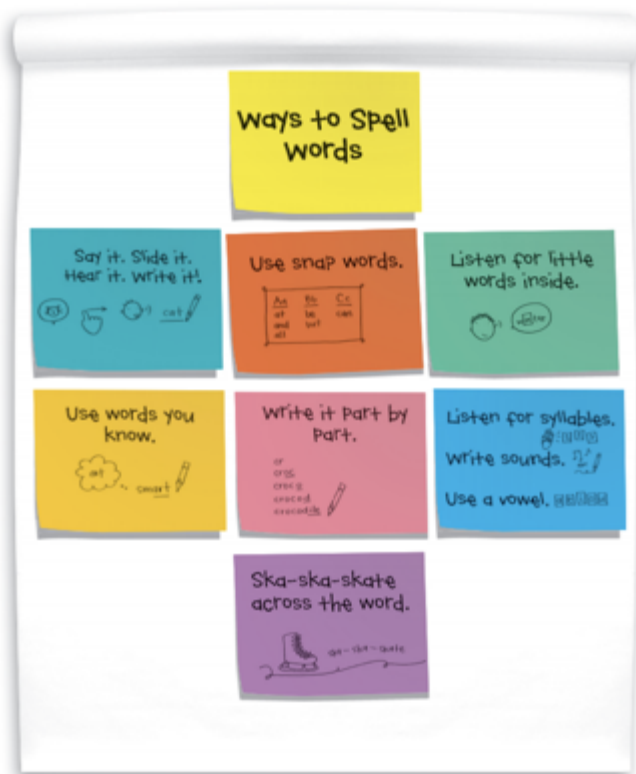 Ways to Spell
Words
Say it. Slide it.
Hear it. Write it!
cat
Use snap words.
Aa Bb Cc
at be can
and but
all
Listen for little
words inside.
Use words you
know.
art
smart
Write it part by
part.
cr
croc
crocodile
Listen for syllables.
Write sounds.
Use a vowel.
Ska-ska-skate
across the word.